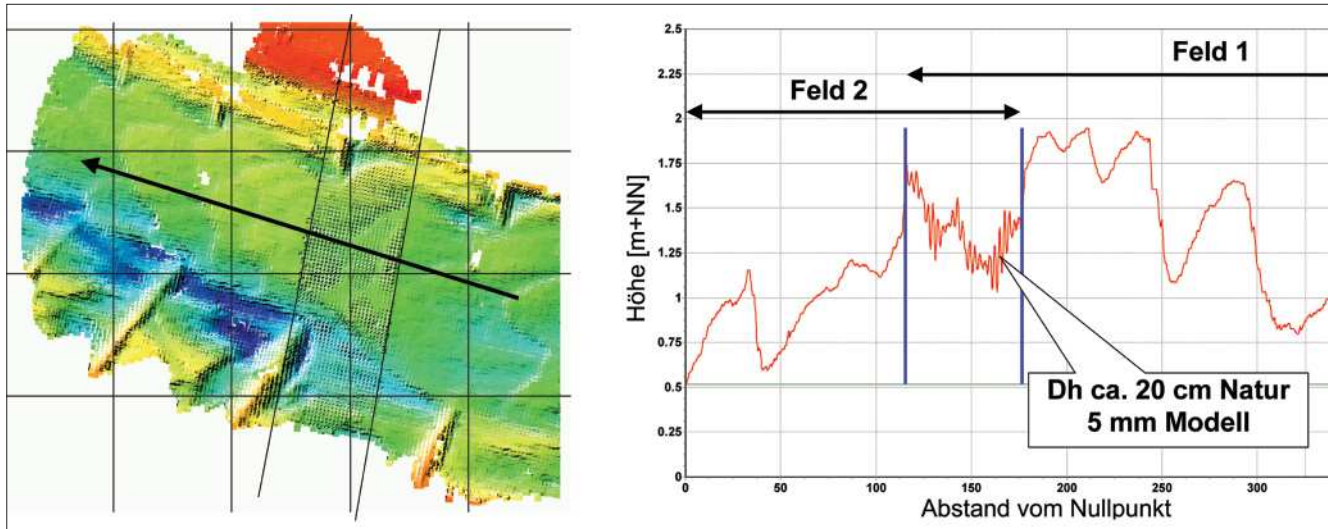 2.5
2.25
2
1.75
1.5
1.25
1
0.75
0.5
0.25
0
Höhe [m+NN]
Feld 1
Feld 2
Dh ca. 20 cm Natur
5 mm Modell
0 50 100 150 200 250 300
Abstand vom Nullpunkt